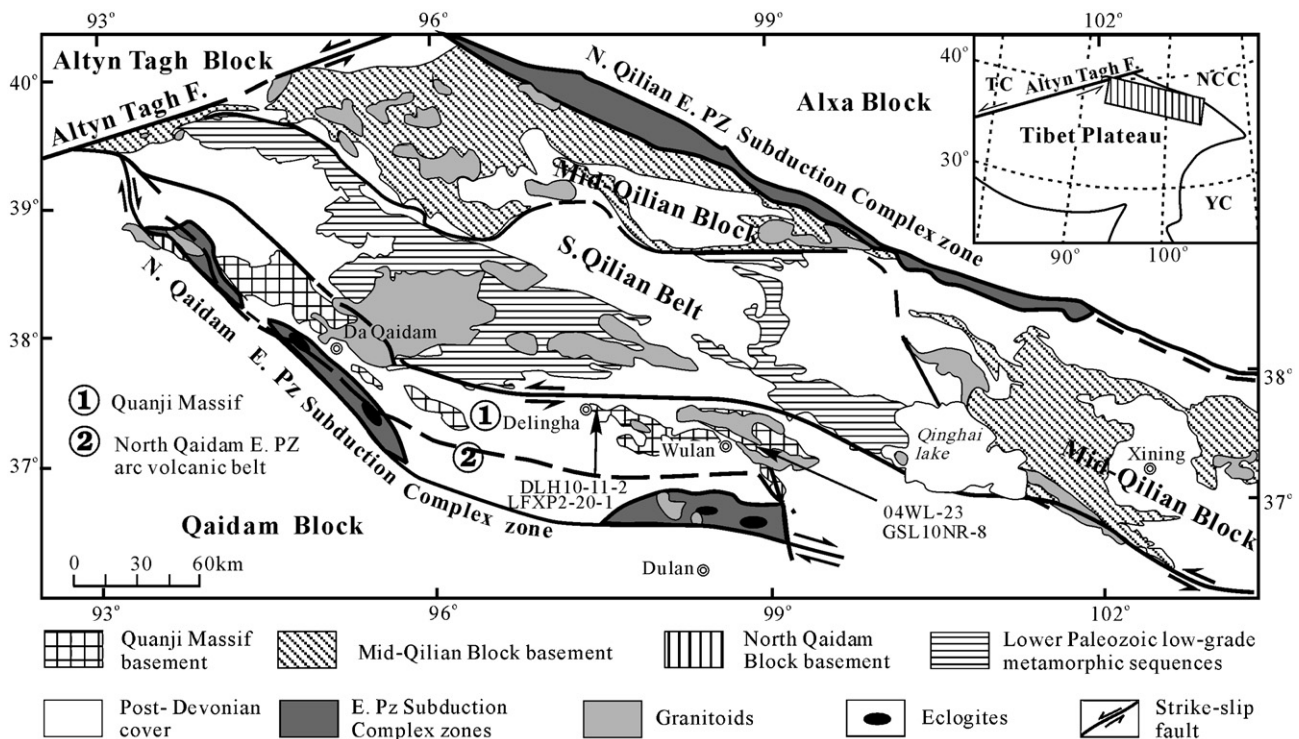 93°
96°
99°
102°
Altyn Tagh Block
40°
Altyn Tagh F.
N. Qilian E. PZ Subduction Complex zone
Alxa Block
40°
TC
Altyn Tagh F.
NCC
Tibet Plateau
30°
YC
90°
100°
39°
Mid-Qilian Block
S.Qilian Belt
38°
Da Qaidam
N. Qaidam E. Pz Subduction Complex zone
38°
1 Quanji Massif
2 North Qaidam E. PZ
arc volcanic belt
1
Delingha
2
Wulan
Qinghai
lake
Xining
Mid-Qilian Block
37°
37°
DLH10-11-2
LFXP2-20-1
04WL-23
GSL10NR-8
Qaidam Block
0 30 60km
Dulan
93°
96°
99°
102°
Quanji Massif
basement
Mid-Qilian Block basement
North Qaidam
Block basement
Lower Paleozoic low-grade
metamorphic sequences
Post- Devonian
cover
E. Pz Subduction
Complex zones
Granitoids
Eclogites
Strike-slip
fault